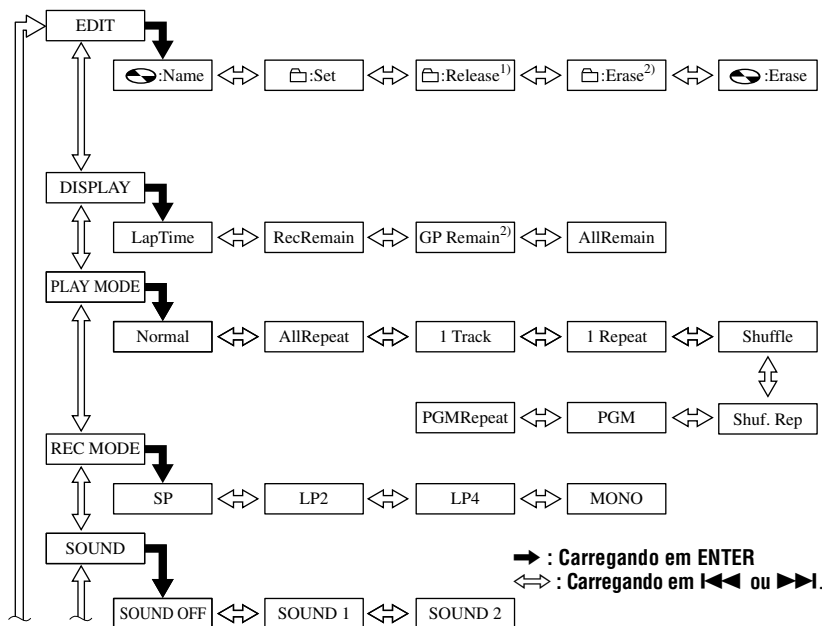 EDIT
:Name :Set :Release1) :Erase2) :Erase
DISPLAY
LapTime RecRemain GP Remain2) AllRemain
PLAY MODE
Normal AllRepeat 1 Track 1 Repeat Shuffle
PGMRepeat PGM Shuf. Rep
REC MODE
SP LP2 LP4 MONO
SOUND
: Carregando em ENTER
: Carregando em ou .
SOUND OFF SOUND 1 SOUND 2